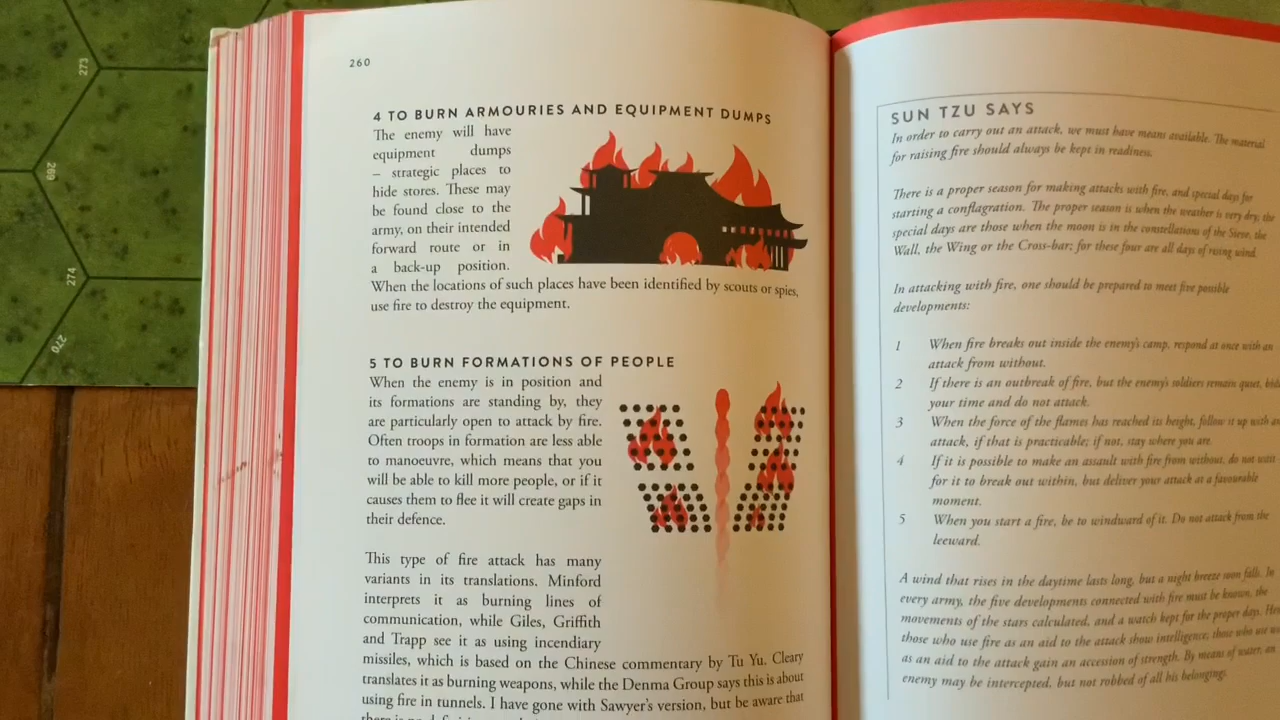 273
269
274
270
260
4 TO BURN ARMOURIES AND EQUIPMENT DUMPS
The enemy will have
equipment dumps
– strategic places to
hide stores. These may
be found close to the
army, on their intended
forward route or in
a back-up position.
When the locations of such places have been identified by scouts or spies,
use fire to destroy the equipment.
5 TO BURN FORMATIONS OF PEOPLE
When the enemy is in position and
its formations are standing by, they
are particularly open to attack by fire.
Often troops in formation are less able
to manoeuvre, which means that you
will be able to kill more people, or if it
causes them to flee it will create gaps in
their defence.
This type of fire attack has many
variants in its translations. Minford
interprets it as burning lines of
communication, while Giles, Griffith
and Trapp see it as using incendiary
missiles, which is based on the Chinese commentary by Tu Yu. Cleary
translates it as burning weapons, while the Denma Group says this is about
using fire in tunnels. I have gone with Sawyer's version, but be aware that
there is no
SUN TZU SAYS
In order to carry out an attack, we must have means available. The material
for raising fire should always be kept in readiness.
There is a proper season for making attacks with fire, and special days for
starting a conflagration. The proper season is when the weather is very dry, the
special days are those when the moon is in the constellations of the Sieve, the
Wall, the Wing or the Cross-bar; for these four are all days of rising wind.
In attacking with fire, one should be prepared to meet five possible
developments:
1 When fire breaks out inside the enemy's camp, respond at once with an
attack from without.
2 If there is an outbreak of fire, but the enemy's soldiers remain quiet,
your time and do not attack.
3 When the force of the flames has reached its height, follow it up with an
attack, if that is practicable; if not, stay where you are.
4 If it is possible to make an assault with fire from without, do not wait
for it to break out within, but deliver your attack at a favourable
moment.
5 When you start a fire, be to windward of it. Do not attack from the
leeward.
A wind that rises in the daytime lasts long, but a night breeze soon falls. In
every army, the five developments connected with fire must be known, the
movements of the stars calculated, and a watch kept for the proper days.
those who use fire as an aid to the attack show intelligence; those who use
as an aid to the attack gain an accession of strength. By means of water, an
enemy may be intercepted, but not robbed of all his belongings.